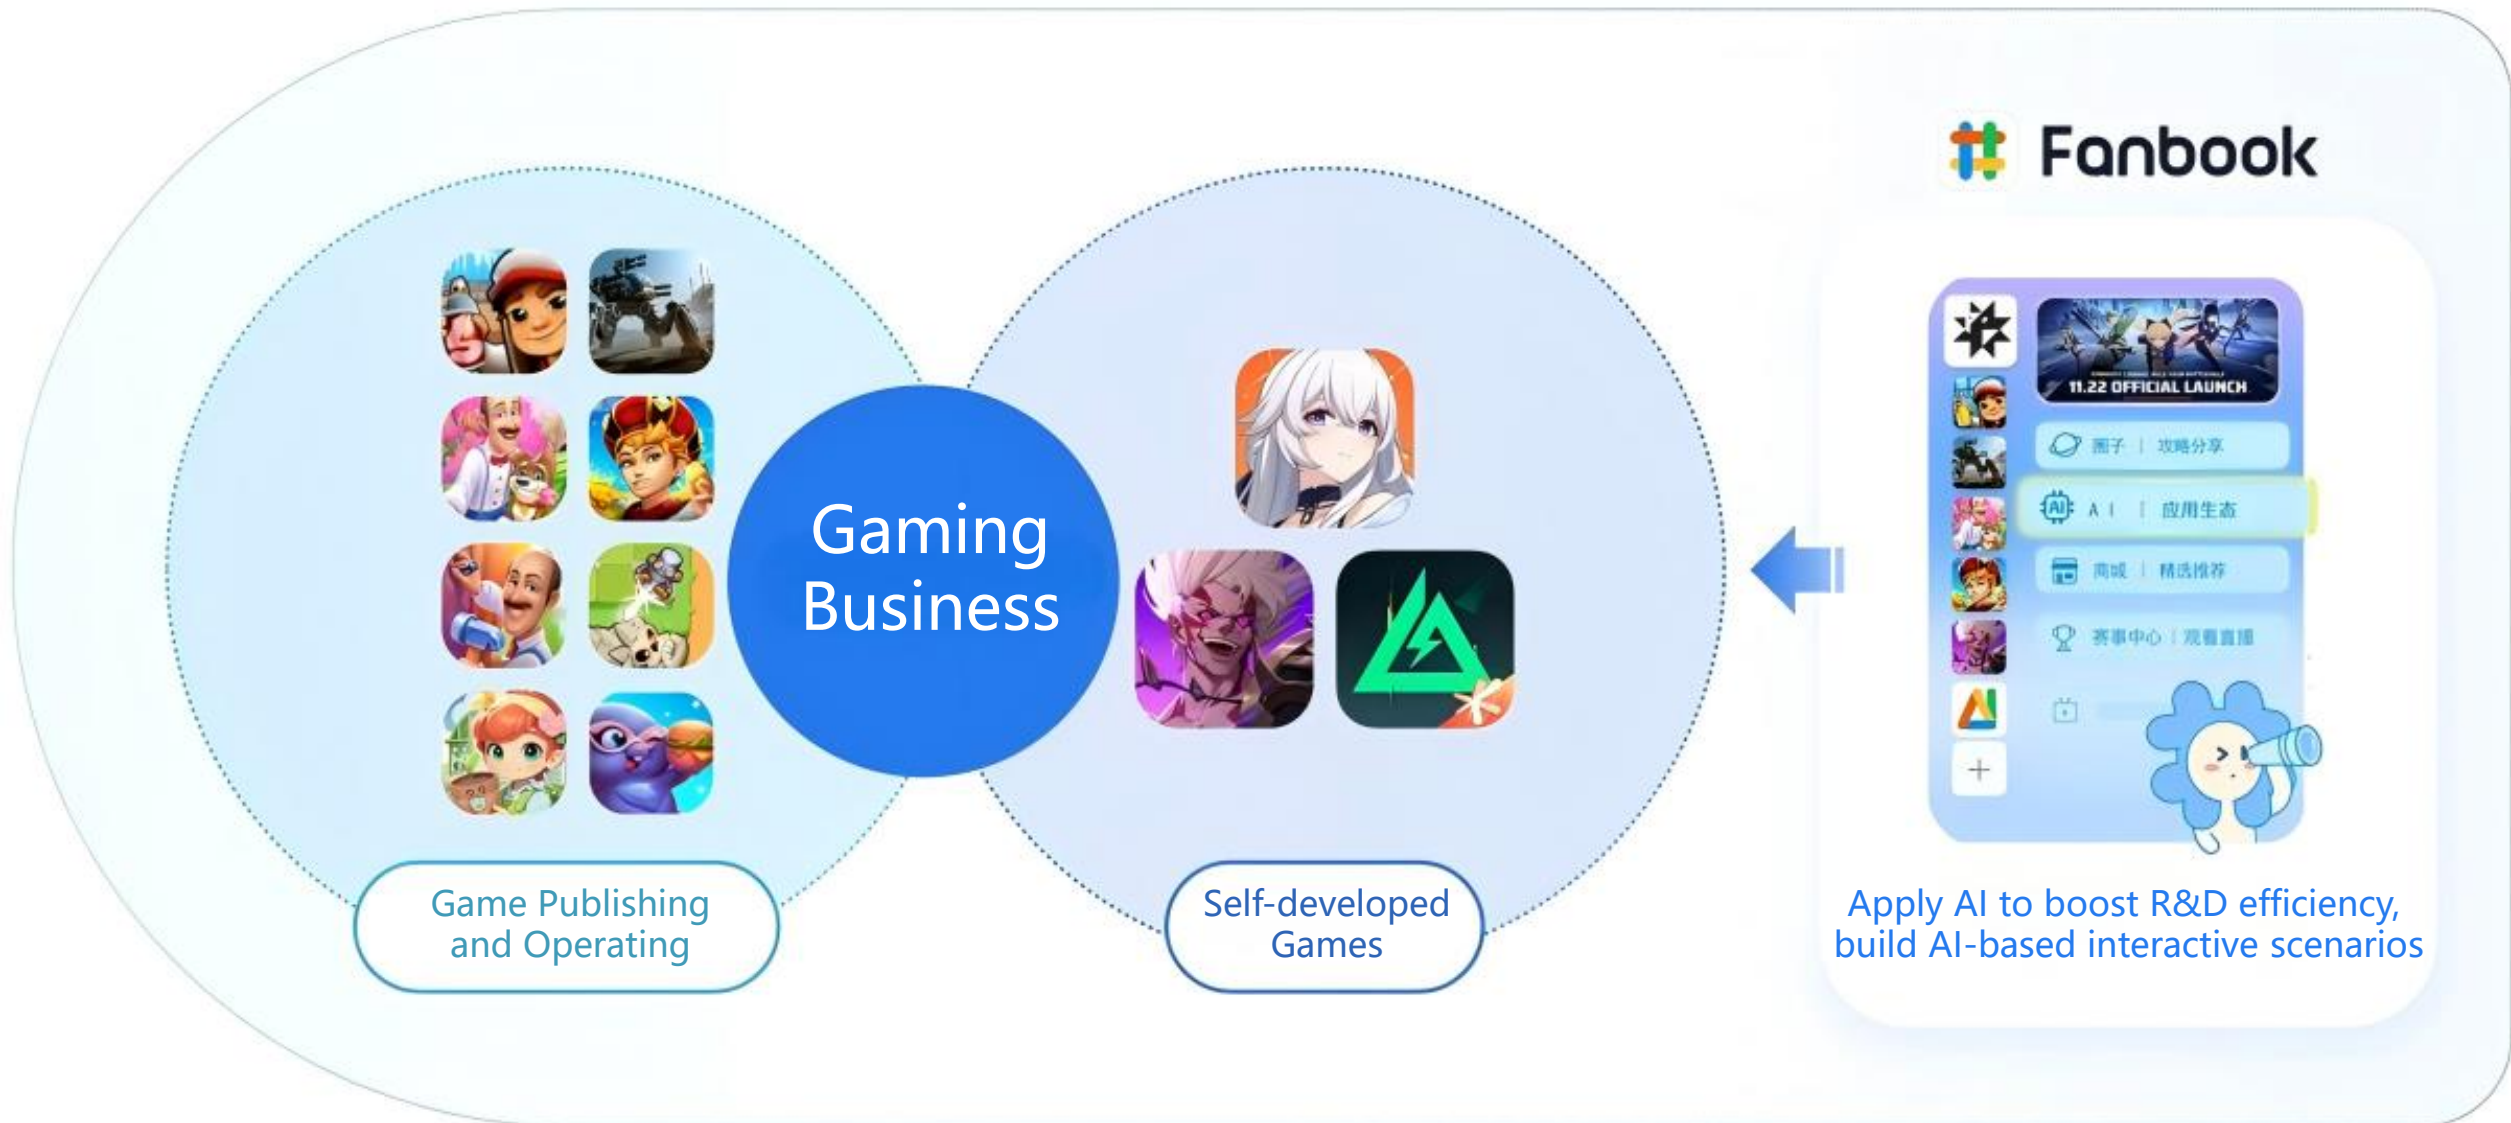 Fanbook
Gaming
Business
11.22 OFFICIAL LAUNCH
圈子 | 攻略分享
AI | 应用生态
商城 | 精选推荐
赛事中心 | 观看直播
Game Publishing
and Operating
Self-developed
Games
Apply AI to boost R&D efficiency,
build AI-based interactive scenarios